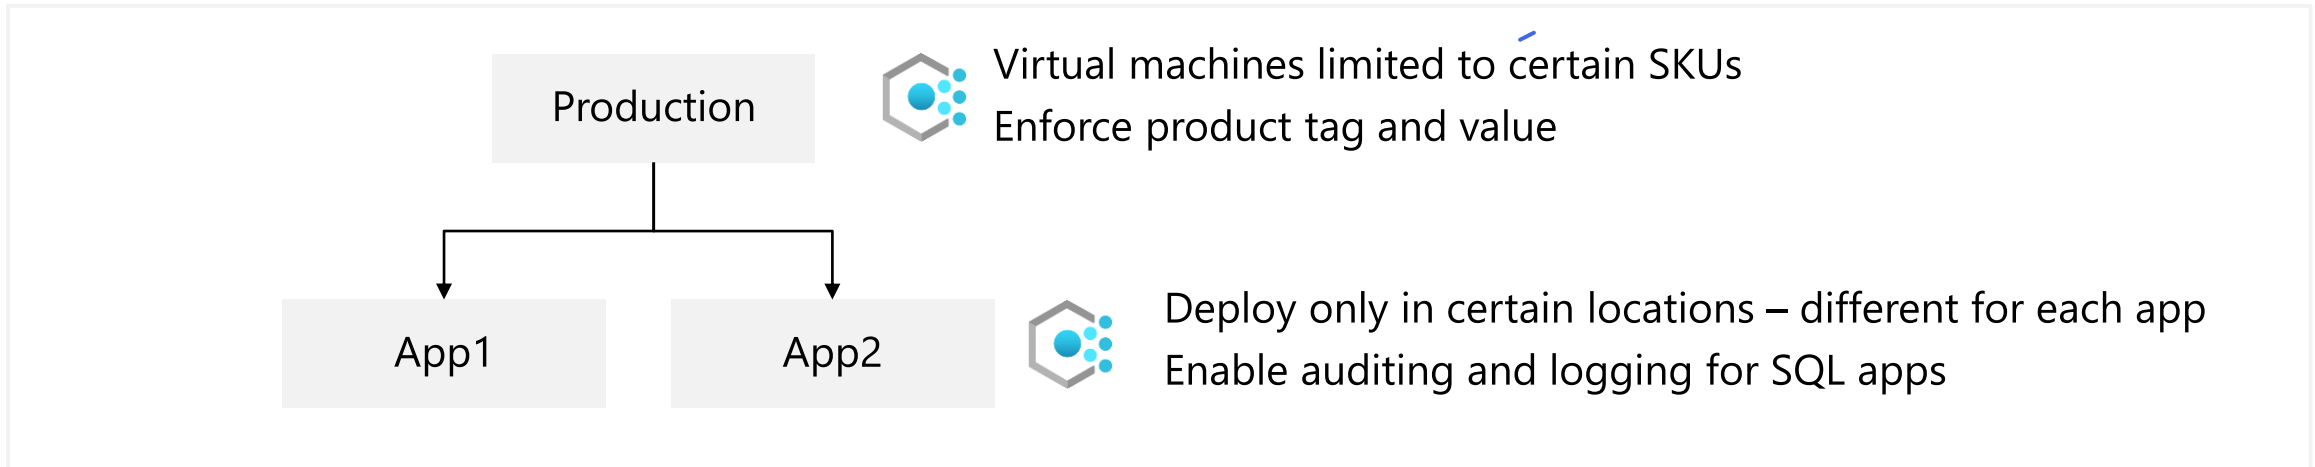 Production
Virtual machines limited to certain SKUs
Enforce product tag and value
App1
App2
Deploy only in certain locations – different for each app
Enable auditing and logging for SQL apps